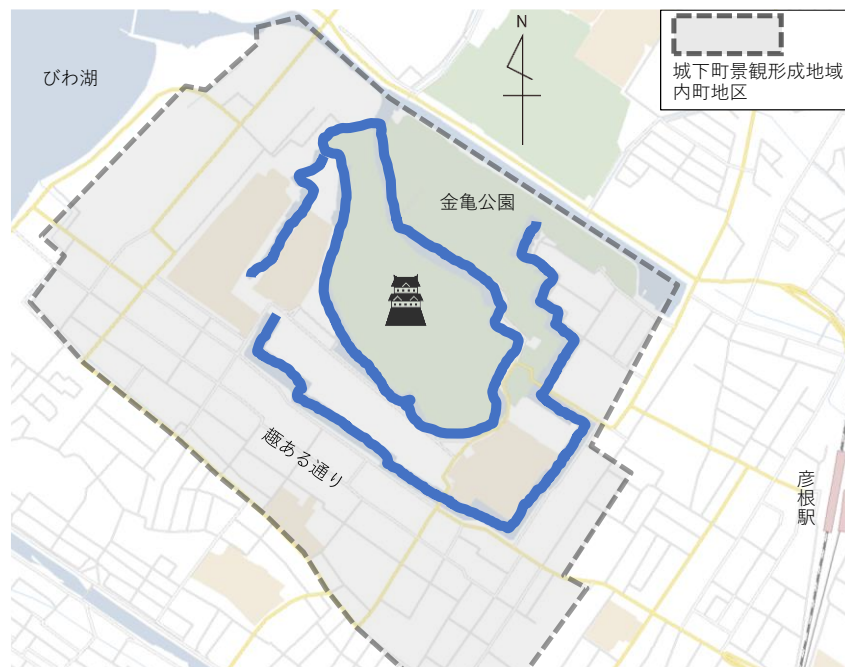 N
城下町景観形成地域
内町地区
びわ湖
金亀公園
趣ある通り
彦根駅